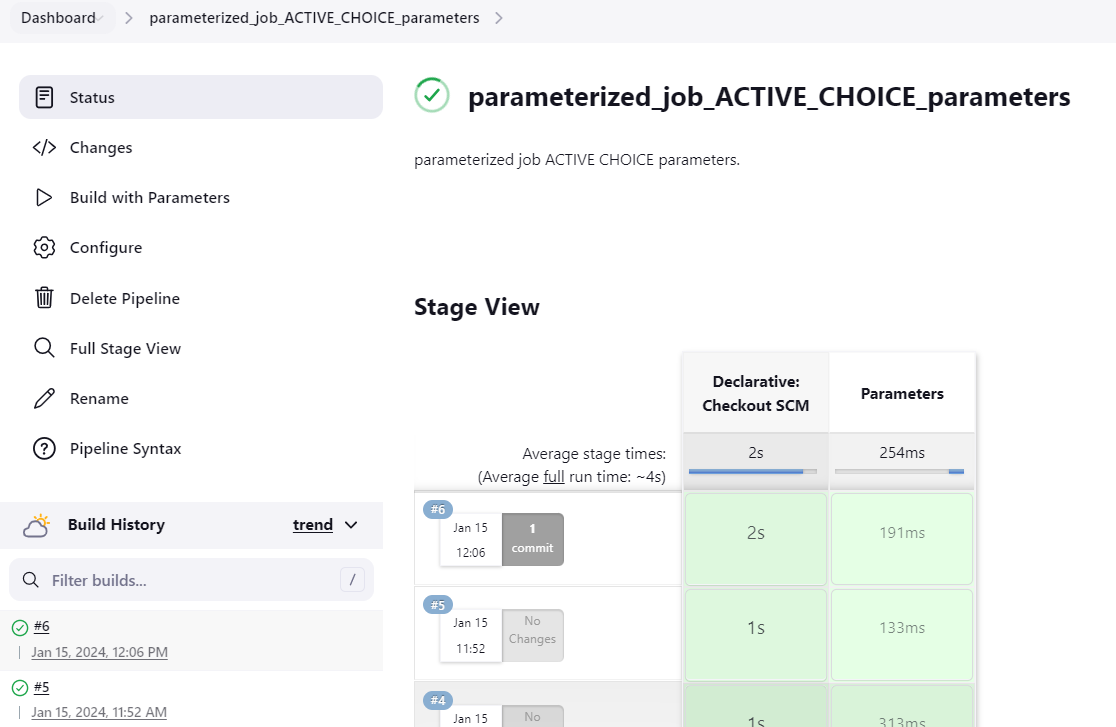 Dashboard
parameterized_job_ACTIVE_CHOICE_parameters
Status
Changes
Build with Parameters
Configure
Delete Pipeline
Full Stage View
Rename
Pipeline Syntax
Build History
trend
Filter builds...
/
#6
Jan 15, 2024, 12:06 PM
#5
Jan 15, 2024, 11:52 AM
parameterized_job_ACTIVE_CHOICE_parameters
parameterized job ACTIVE CHOICE parameters.
Stage View
Declarative:
Checkout SCM
Parameters
Average stage times:
(Average full run time: ~4s)
2s
254ms
#6
Jan 15
12:06
1
commit
2s
191ms
#5
Jan 15
11:52
No
Changes
1s
133ms
#4
Jan 15
No
1s
313ms